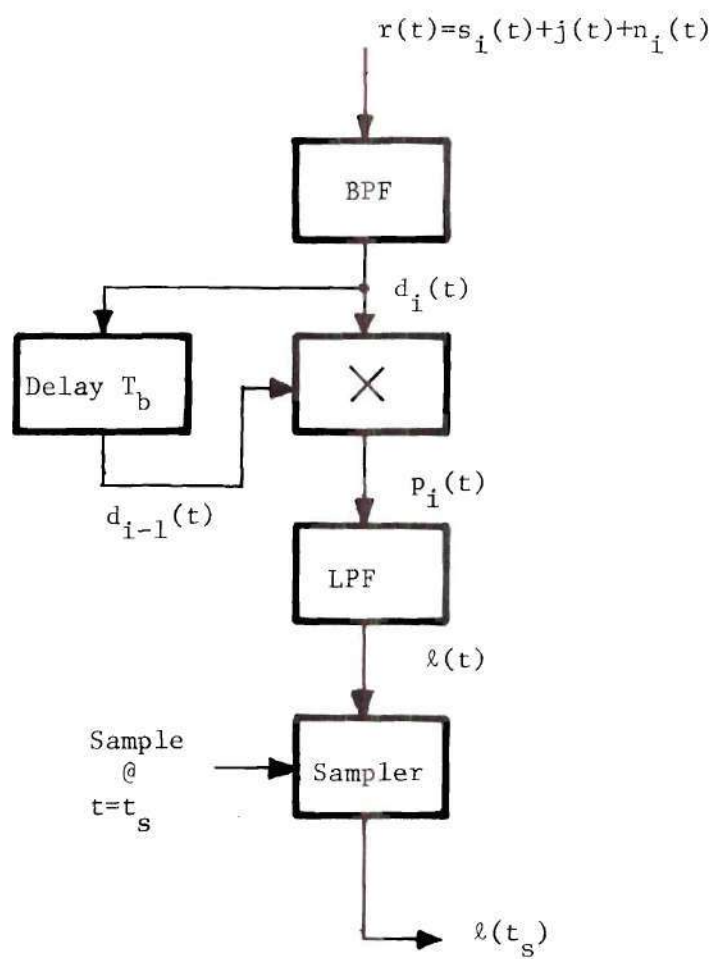 r(t)=s_i(t)+j(t)+n_i(t)
BPF
d_i(t)
Delay T_b
×
d_{i-1}(t)
p_i(t)
LPF
ℓ(t)
Sample
@
t=t_s
Sampler
ℓ(t_s)